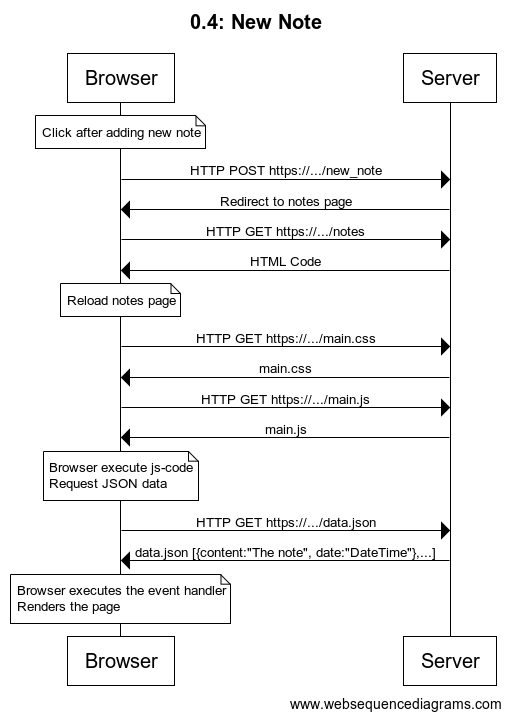 0.4: New Note
Browser
Server
Click after adding new note
HTTP POST https://.../new_note
Redirect to notes page
HTTP GET https://.../notes
HTML Code
Reload notes page
HTTP GET https://.../main.css
main.css
HTTP GET https://.../main.js
main.js
Browser execute js-code
Request JSON data
HTTP GET https://.../data.json
data.json [{content:"The note", date:"DateTime"},...]
Browser executes the event handler
Renders the page
Browser
Server
www.websequencediagrams.com